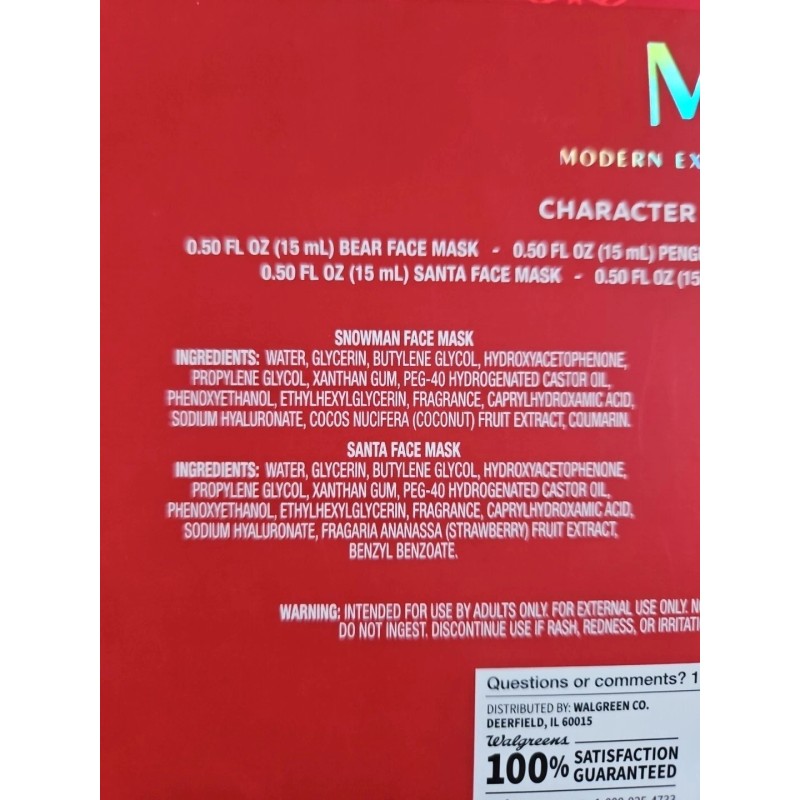 M
MODERN EX
CHARACTER
0.50 FL OZ (15 mL) BEAR FACE MASK - 0.50 FL OZ (15 mL) PENG
0.50 FL OZ (15 mL) SANTA FACE MASK - 0.50 FL OZ (15
SNOWMAN FACE MASK
INGREDIENTS: WATER, GLYCERIN, BUTYLENE GLYCOL, HYDROXYACETOPHENONE,
PROPYLENE GLYCOL, XANTHAN GUM, PEG-40 HYDROGENATED CASTOR OIL,
PHENOXYETHANOL, ETHYLHEXYLGLYCERIN, FRAGRANCE, CAPRYLHYDROXAMIC ACID,
SODIUM HYALURONATE, COCOS NUCIFERA (COCONUT) FRUIT EXTRACT, COUMARIN.
SANTA FACE MASK
INGREDIENTS: WATER, GLYCERIN, BUTYLENE GLYCOL, HYDROXYACETOPHENONE,
PROPYLENE GLYCOL, XANTHAN GUM, PEG-40 HYDROGENATED CASTOR OIL,
PHENOXYETHANOL, ETHYLHEXYLGLYCERIN, FRAGRANCE, CAPRYLHYDROXAMIC ACID,
SODIUM HYALURONATE, FRAGARIA ANANASSA (STRAWBERRY) FRUIT EXTRACT,
BENZYL BENZOATE.
WARNING: INTENDED FOR USE BY ADULTS ONLY. FOR EXTERNAL USE ONLY. N
DO NOT INGEST. DISCONTINUE USE IF RASH, REDNESS, OR IRRITATI
Questions or comments? 1
DISTRIBUTED BY: WALGREEN CO.
DEERFIELD, IL 60015
Walgreens
100% SATISFACTION
GUARANTEED